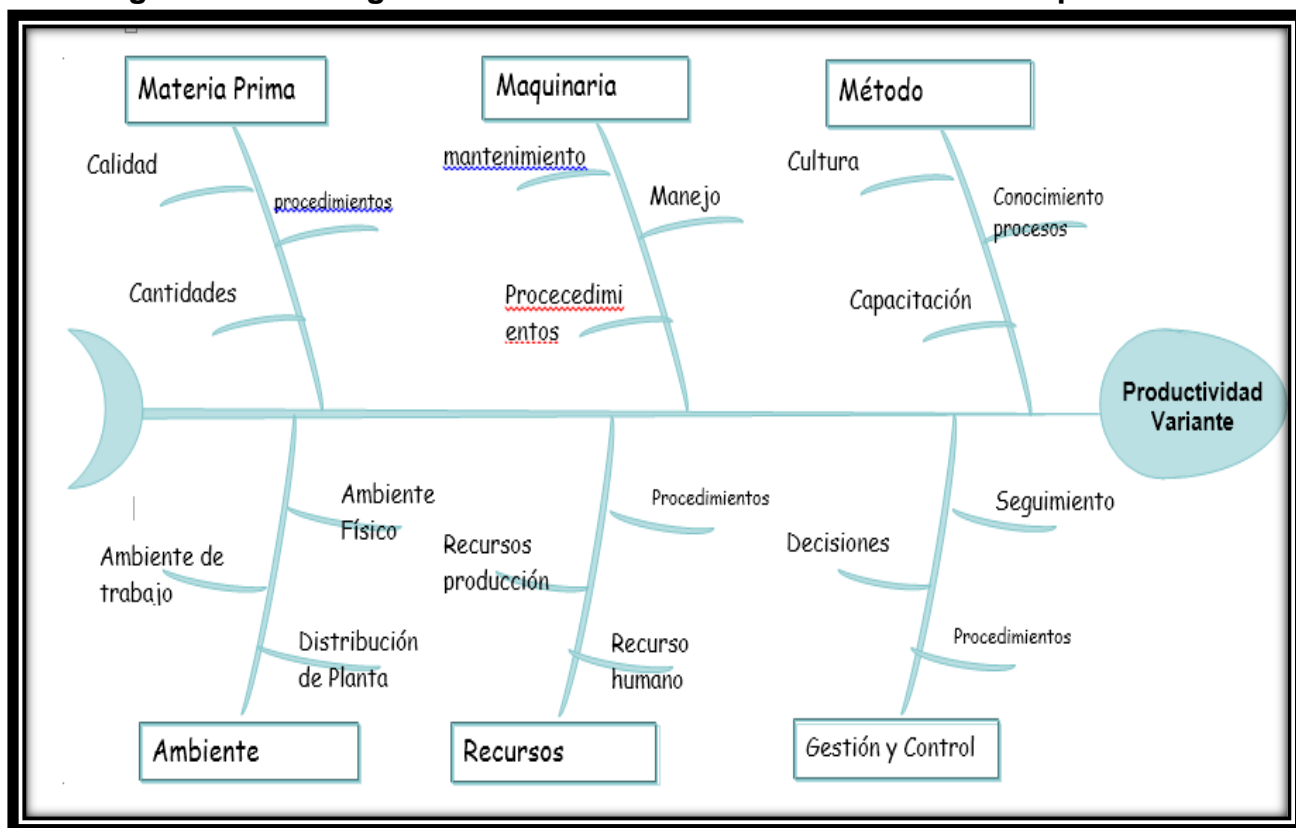 Materia Prima
Maquinaria
Método
Calidad
procedimientos
Cantidades
mantenimiento
Manejo
Procecedimi
entos
Cultura
Conocimiento
procesos
Capacitación
Productividad
Variante
Ambiente
Físico
Ambiente de
trabajo
Distribución
de Planta
Procedimientos
Recursos
producción
Recurso
humano
Seguimiento
Decisiones
Procedimientos
Ambiente
Recursos
Gestión y Control